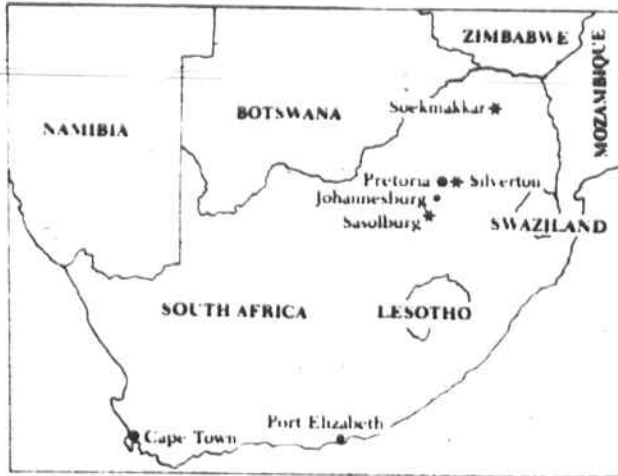 ZIMBABWE
MOZAMBIQUE
Soekmakkar
BOTSWANA
NAMIBIA
Pretoria
Silverton
Johannesburg
Sasolburg
SWAZILAND
SOUTH AFRICA
LESOTHO
Port Elizabeth
Cape Town